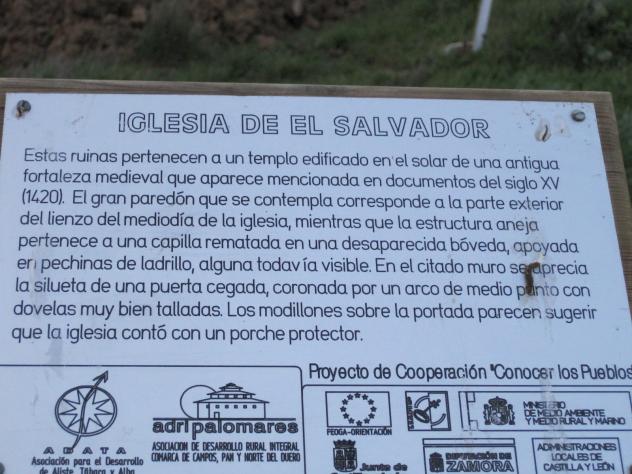 IGLESIA DE EL SALVADOR
Estas ruinas pertenecen a un templo edificado en el solar de una antigua
fortaleza medieval que aparece mencionada en documentos del siglo XV
(1420). El gran paredón que se contempla corresponde a la parte exterior
del lienzo del mediodía de la iglesia, mientras que la estructura aneja
pertenece a una capilla rematada en una desaparecida bóveda, apoyada
en pechinas de ladrillo, alguna todavía visible. En el citado muro se aprecia
la silueta de una puerta cegada, coronada por un arco de medio punto con
dovelas muy bien talladas. Los modillones sobre la portada parecen sugerir
que la iglesia contó con un porche protector.
Proyecto de Cooperación "Conocer los Pueblos"
ADATA
Asociación para el Desarrollo
de Aliste, Tábara y Alba
adri palomares
ASOCIACION DE DESARROLLO RURAL INTEGRAL
COMARCA DE CAMPOS, PAN Y NORTE DEL DUERO
FEOGA-ORIENTACIÓN
MINISTERIO
DE MEDIO AMBIENTE
Y MEDIO RURAL Y MARINO
Junta de
DIPUTACIÓN DE
ZAMORA
ADMINISTRACIONES
LOCALES DE
CASTILLA Y LEÓN